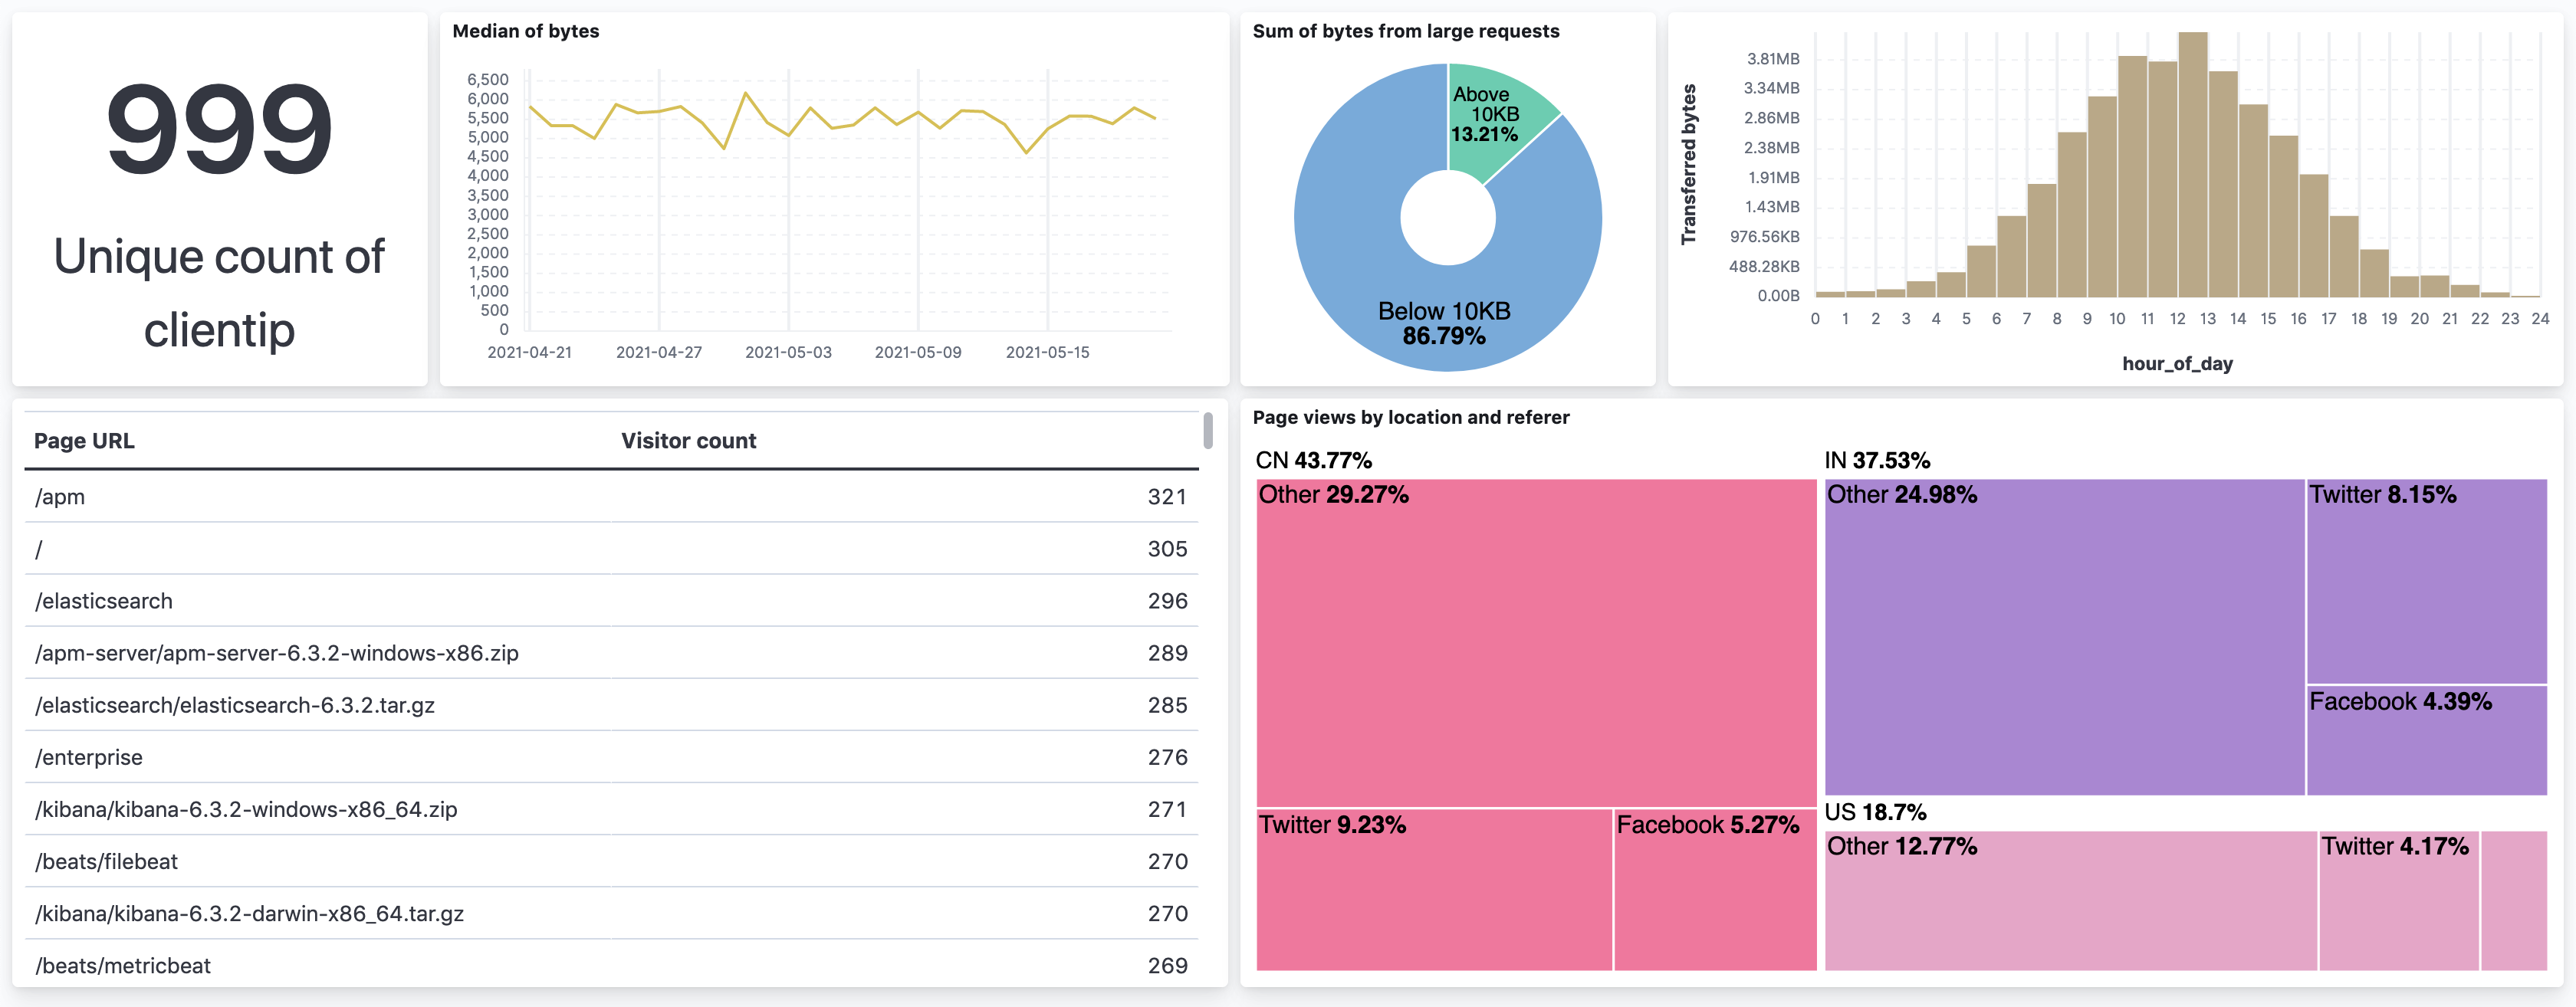 999
Unique count of
clientip
Median of bytes
6,500
6,000
5,500
5,000
4,500
4,000
3,500
3,000
2,500
2,000
1,500
1,000
500
0
2021-04-21 2021-04-27 2021-05-03 2021-05-09 2021-05-15
Sum of bytes from large requests
Above
10KB
13.21%
Below 10KB
86.79%
Transferred bytes
3.81MB
3.34MB
2.86MB
2.38MB
1.91MB
1.43MB
976.56KB
488.28KB
0.00B
0 1 2 3 4 5 6 7 8 9 10 11 12 13 14 15 16 17 18 19 20 21 22 23 24
hour_of_day
Page URL Visitor count
/apm 321
/ 305
/elasticsearch 296
/apm-server/apm-server-6.3.2-windows-x86.zip 289
/elasticsearch/elasticsearch-6.3.2.tar.gz 285
/enterprise 276
/kibana/kibana-6.3.2-windows-x86_64.zip 271
/beats/filebeat 270
/kibana/kibana-6.3.2-darwin-x86_64.tar.gz 270
/beats/metricbeat 269
Page views by location and referer
CN 43.77%
Other 29.27%
Twitter 9.23%
Facebook 5.27%
IN 37.53%
Other 24.98%
Twitter 8.15%
Facebook 4.39%
US 18.7%
Other 12.77%
Twitter 4.17%